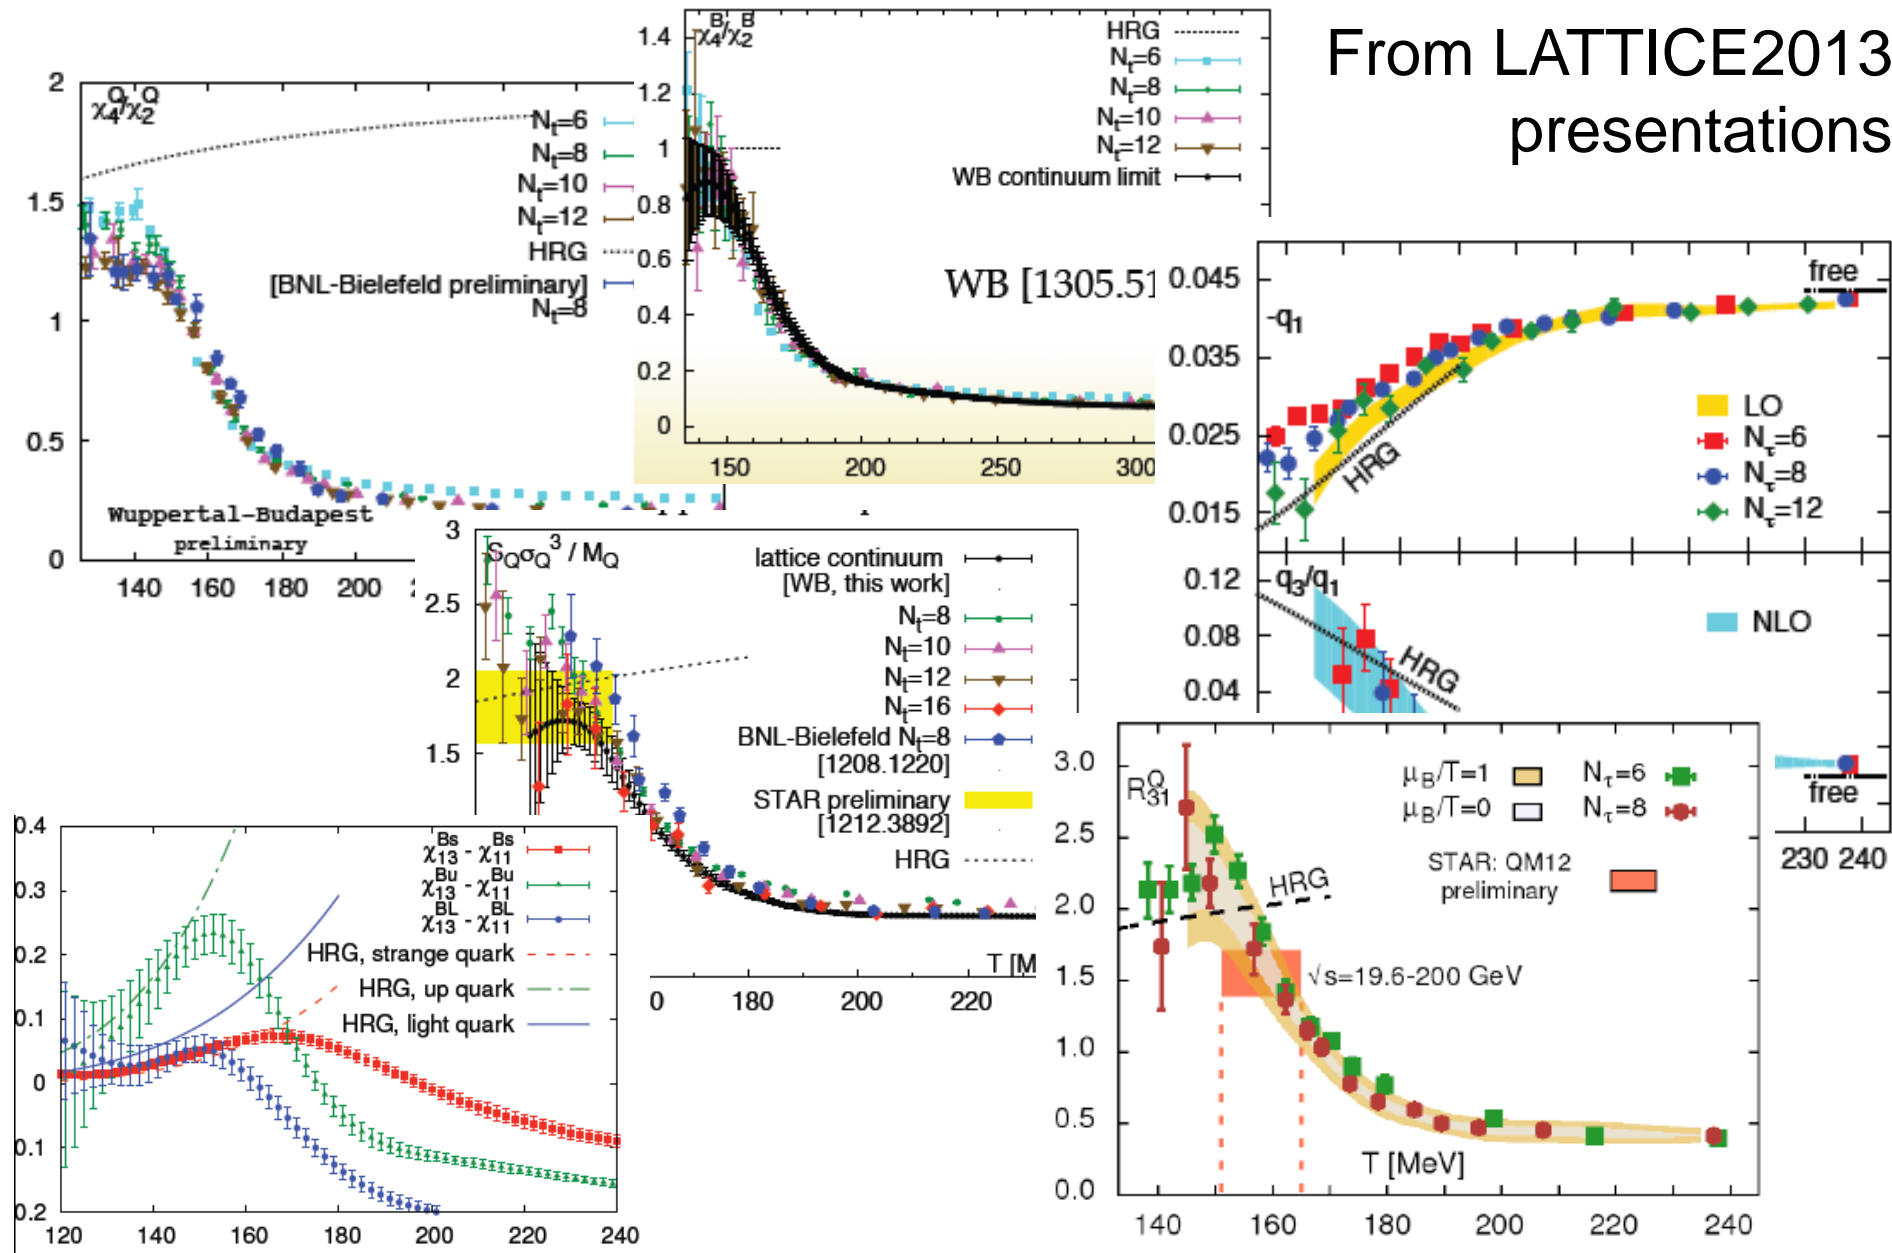 From LATTICE2013
presentations
2
1.5
1
0.5
0
χ₄Q/χ₂Q
Nt=6
Nt=8
Nt=10
Nt=12
HRG
[BNL-Bielefeld preliminary]
Nt=8
Wuppertal-Budapest
preliminary
140 160 180 200
1.4
1.2
1
0.8
0.6
0.4
0.2
0
χ₄B/χ₂B
HRG
Nt=6
Nt=8
Nt=10
Nt=12
WB continuum limit
WB [1305.51
150 200 250 300
0.045
0.035
0.025
0.015
-q₁
free
HRG
LO
Nτ=6
Nτ=8
Nτ=12
0.12
0.08
0.04
-q₃/q₁
HRG
NLO
free
230 240
3
2.5
2
1.5
SQσQ³ / MQ
lattice continuum
[WB, this work]
Nt=8
Nt=10
Nt=12
Nt=16
BNL-Bielefeld Nt=8
[1208.1220]
STAR preliminary
[1212.3892]
HRG
T [M
0 180 200 220
0.4
0.3
0.2
0.1
0
0.1
0.2
χ₁₃Bs - χ₁₁Bs
χ₁₃Bu - χ₁₁Bu
χ₁₃BL - χ₁₁BL
HRG, strange quark
HRG, up quark
HRG, light quark
120 140 160 180 200 220 240
3.0
2.5
2.0
1.5
1.0
0.5
0.0
R₃₁Q
μB/T=1
μB/T=0
Nτ=6
Nτ=8
STAR: QM12
preliminary
HRG
√s=19.6-200 GeV
T [MeV]
140 160 180 200 220 240